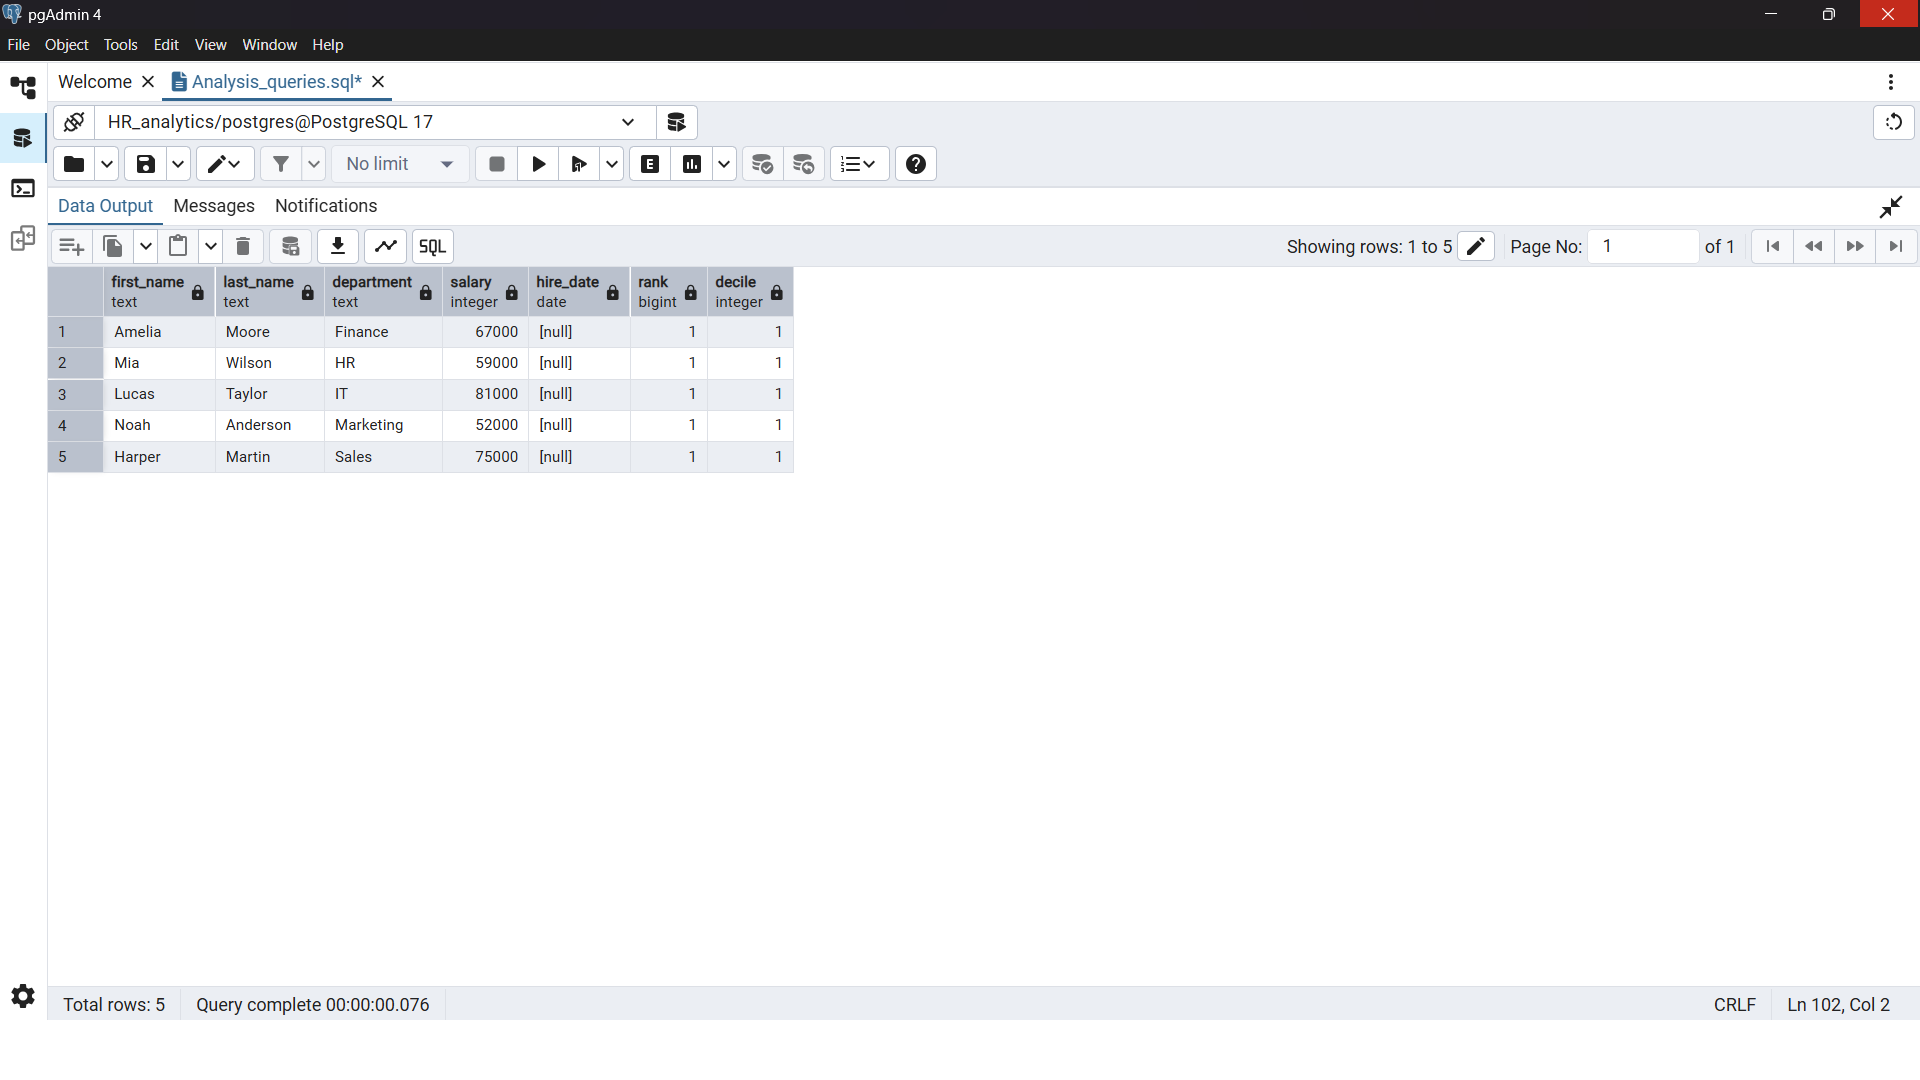 pgAdmin 4
File Object Tools Edit View Window Help
Welcome Analysis_queries.sql*
HR_analytics/postgres@PostgreSQL 17
No limit E
Data Output Messages Notifications
SQL Showing rows: 1 to 5 Page No: 1 of 1
first_name last_name department salary hire_date rank decile
text text text integer date bigint integer
1 Amelia Moore Finance 67000 [null] 1 1
2 Mia Wilson HR 59000 [null] 1 1
3 Lucas Taylor IT 81000 [null] 1 1
4 Noah Anderson Marketing 52000 [null] 1 1
5 Harper Martin Sales 75000 [null] 1 1
Total rows: 5 Query complete 00:00:00.076 CRLF Ln 102, Col 2